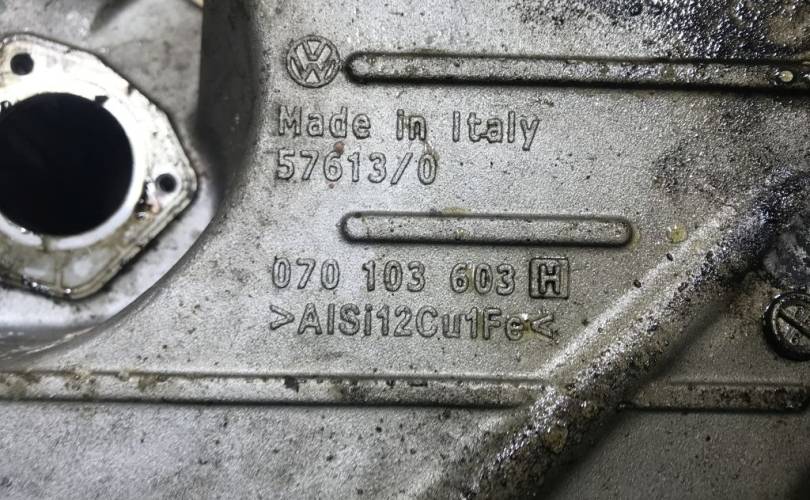 Made in Italy
57613/0
070 103 603 H
>AlSi12Cu1Fe<